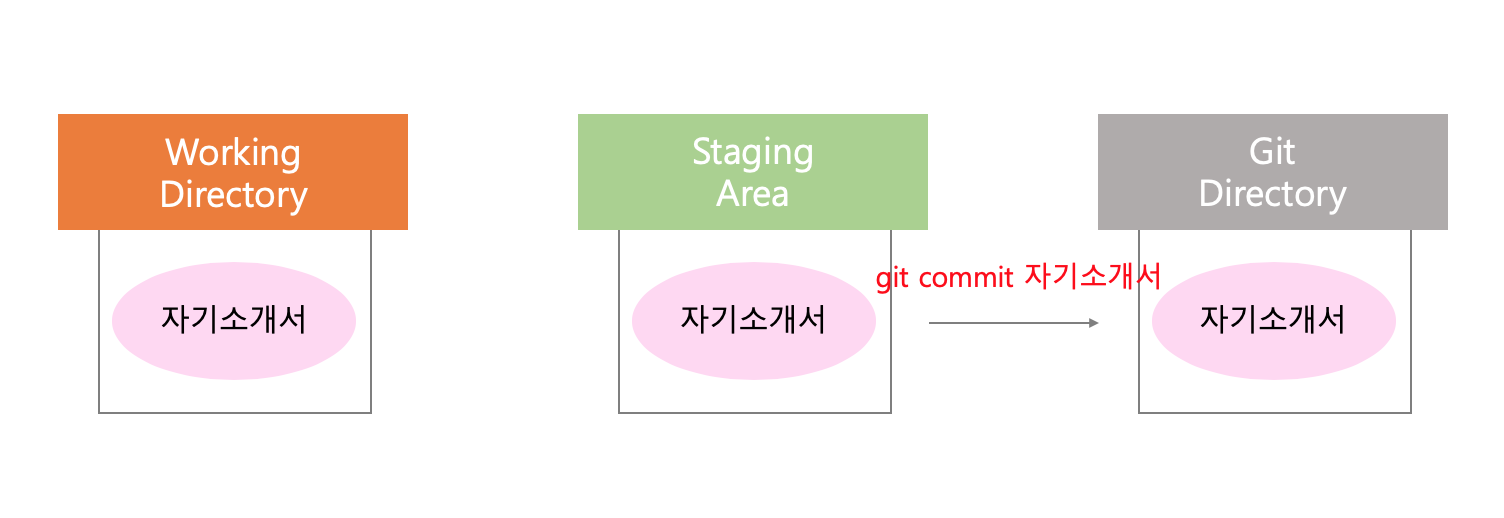 Working
Directory
Staging
Area
Git
Directory
git commit 자기소개서
자기소개서
자기소개서
자기소개서